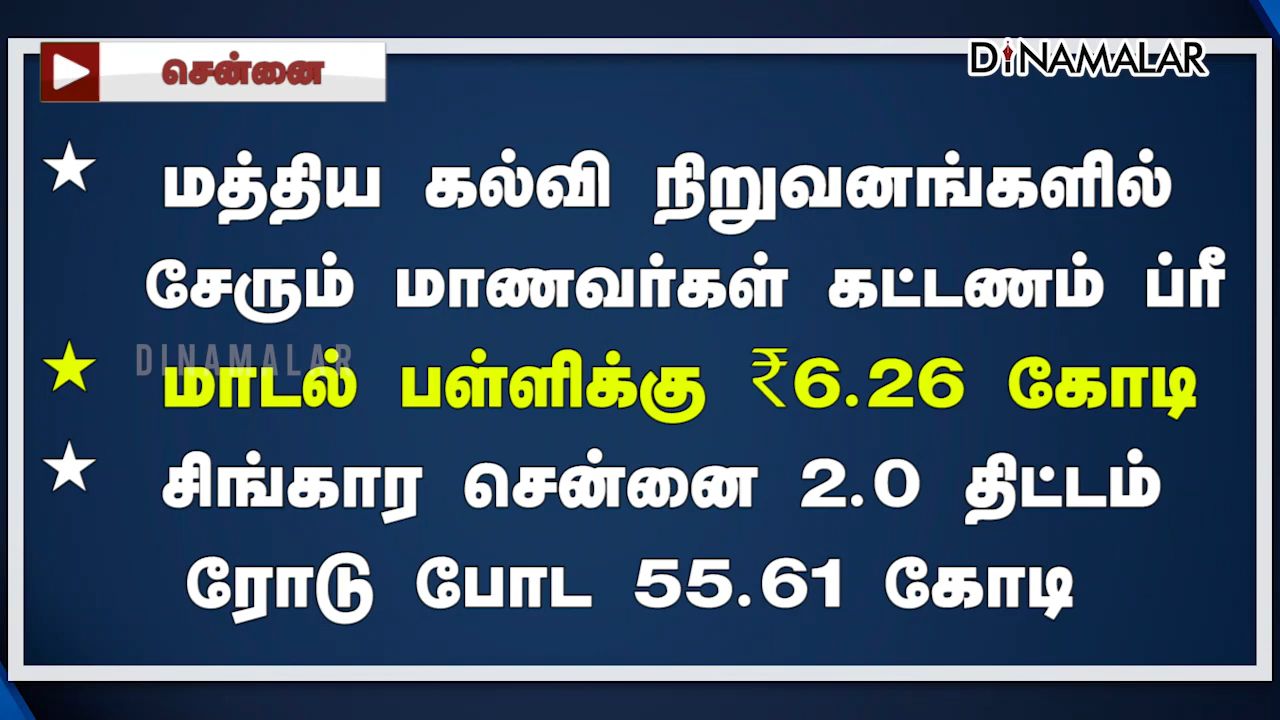 சென்னை
DINAMALAR
★ மத்திய கல்வி நிறுவனங்களில்
சேரும் மாணவர்கள் கட்டணம் ப்ரீ
DINAMALAR
★ மாடல் பள்ளிக்கு ₹6.26 கோடி
★ சிங்கார சென்னை 2.0 திட்டம்
ரோடு போட 55.61 கோடி